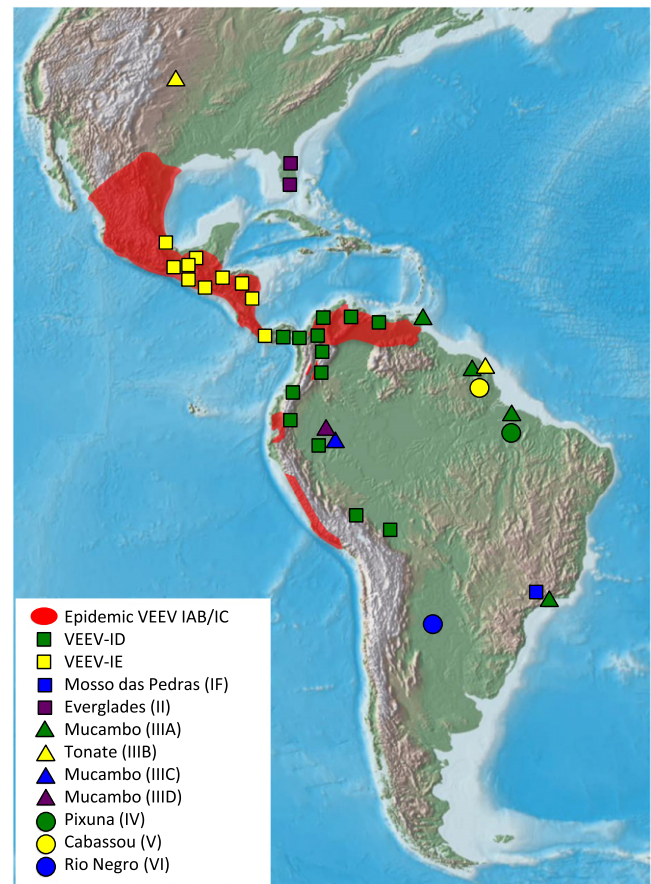 Epidemic VEEV IAB/IC
VEEV-ID
VEEV-IE
Mosso das Pedras (IF)
Everglades (II)
Mucambo (IIIA)
Tonate (IIIB)
Mucambo (IIIC)
Mucambo (IIID)
Pixuna (IV)
Cabassou (V)
Rio Negro (VI)